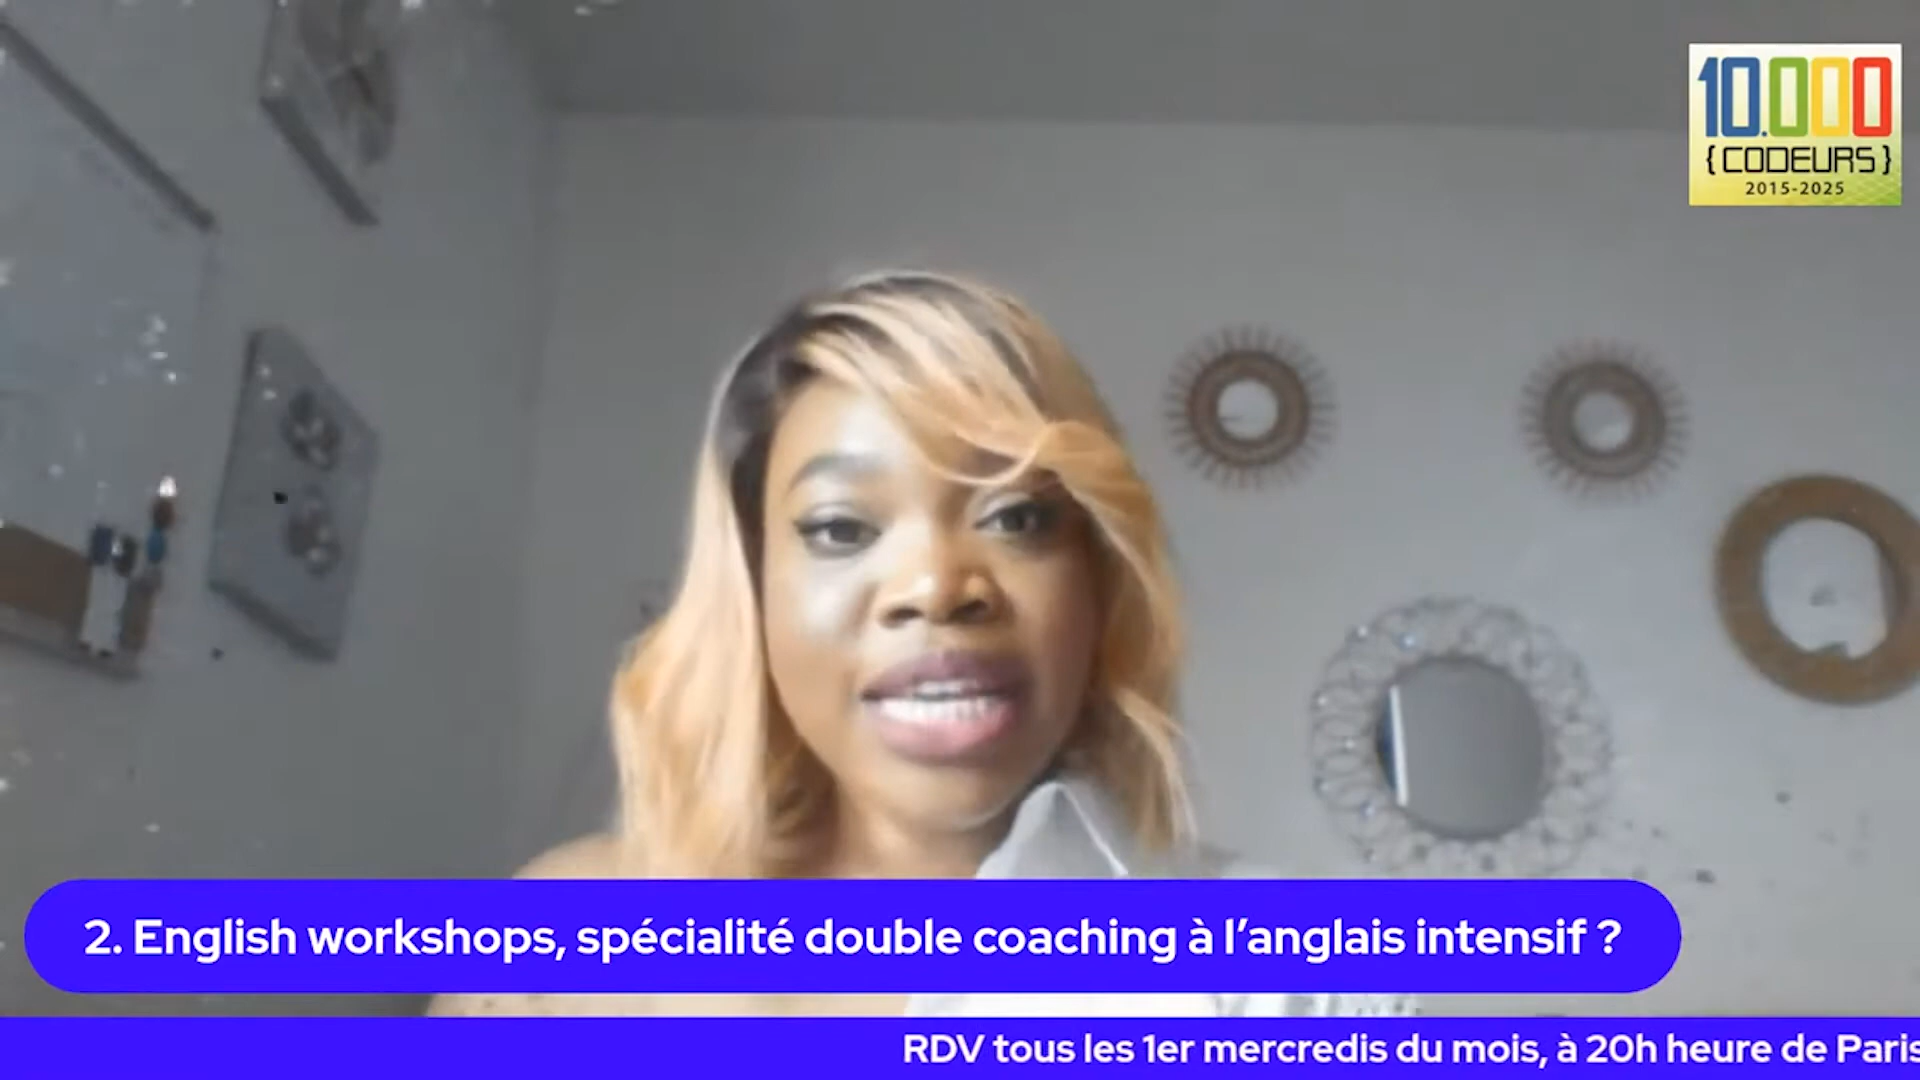 10.000
{CODEURS}
2015-2025
2. English workshops, spécialité double coaching à l’anglais intensif ?
RDV tous les 1er mercredis du mois, à 20h heure de Paris